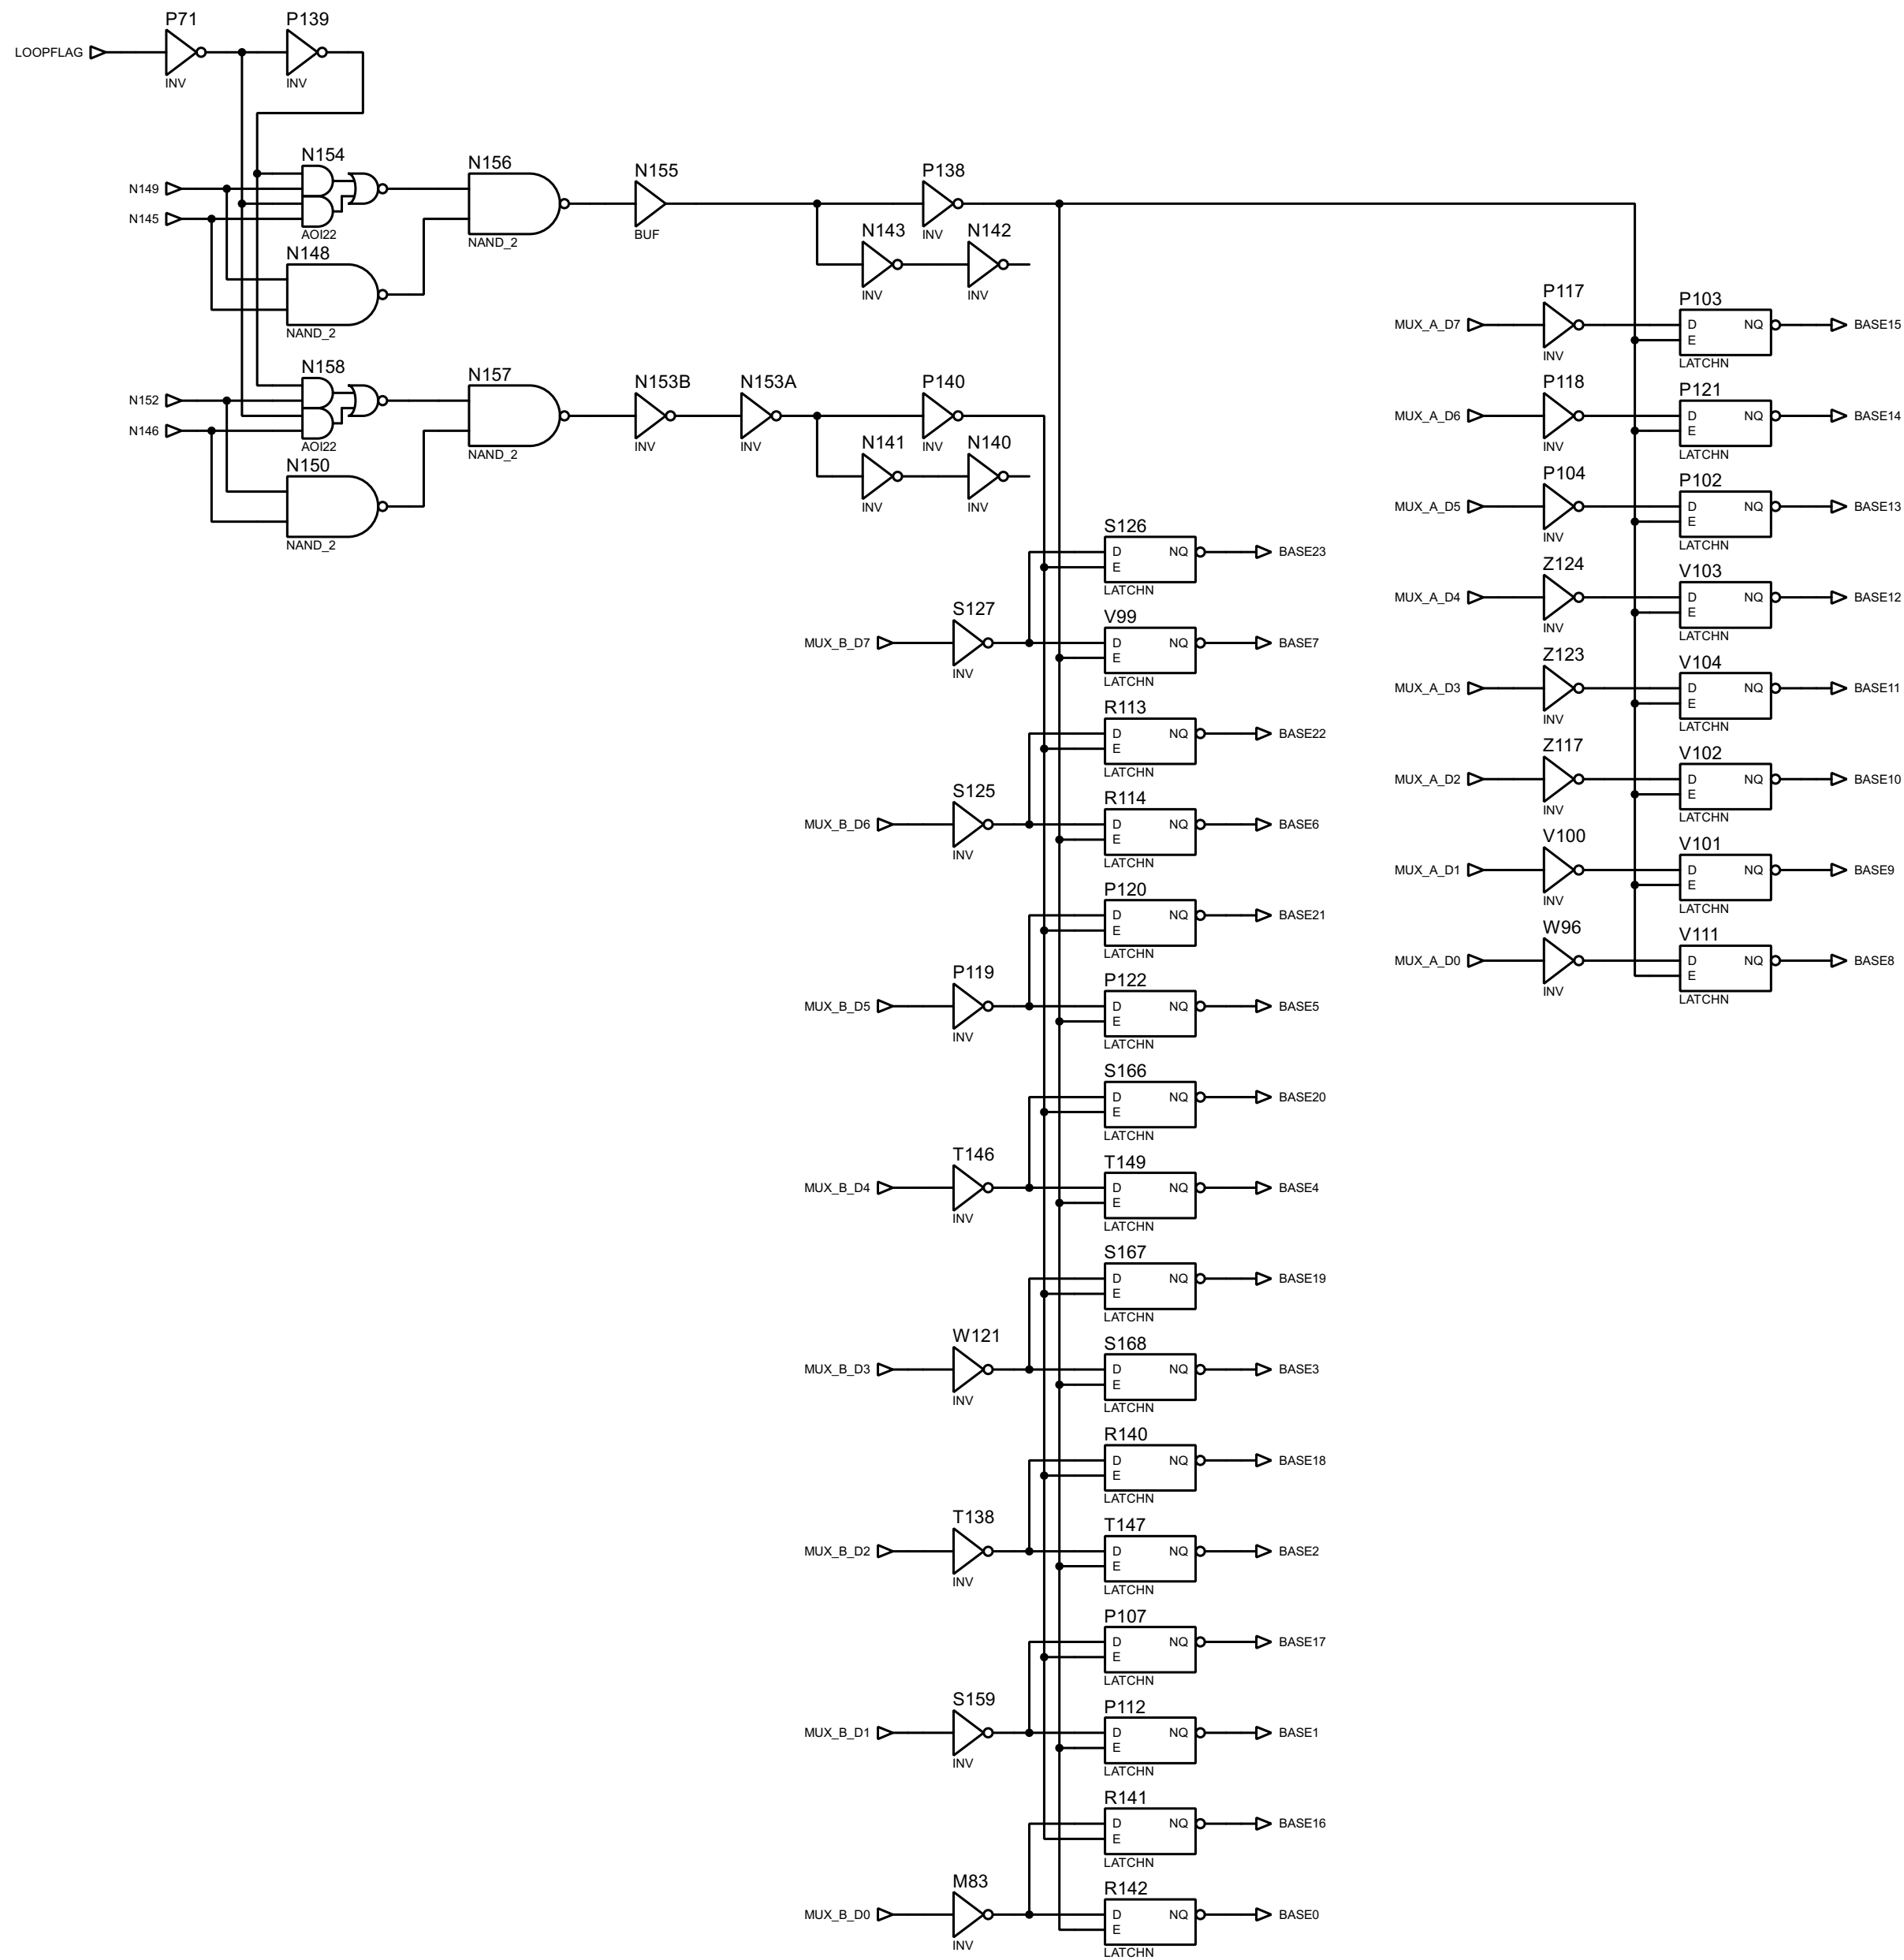 P71
P139
LOOPFLAG
INV
INV
N154
N156
N155
P138
N149
N145
AOI22
NAND_2
BUF
INV
N148
N143
N142
NAND_2
INV
INV
P117
P103
MUX_A_D7
D
NQ
BASE15
E
INV
LATCHN
N158
N157
N153B
N153A
P140
N152
N146
AOI22
NAND_2
INV
INV
INV
N150
N141
N140
NAND_2
INV
INV
P118
P121
MUX_A_D6
D
NQ
BASE14
E
INV
LATCHN
P104
P102
MUX_A_D5
D
NQ
BASE13
E
INV
LATCHN
Z124
V103
MUX_A_D4
D
NQ
BASE12
E
INV
LATCHN
Z123
V104
MUX_A_D3
D
NQ
BASE11
E
INV
LATCHN
Z117
V102
MUX_A_D2
D
NQ
BASE10
E
INV
LATCHN
V100
V101
MUX_A_D1
D
NQ
BASE9
E
INV
LATCHN
W96
V111
MUX_A_D0
D
NQ
BASE8
E
INV
LATCHN
S126
D
NQ
BASE23
E
LATCHN
S127
V99
MUX_B_D7
D
NQ
BASE7
E
INV
LATCHN
R113
D
NQ
BASE22
E
LATCHN
S125
R114
MUX_B_D6
D
NQ
BASE6
E
INV
LATCHN
P120
D
NQ
BASE21
E
LATCHN
P119
P122
MUX_B_D5
D
NQ
BASE5
E
INV
LATCHN
S166
D
NQ
BASE20
E
LATCHN
T146
T149
MUX_B_D4
D
NQ
BASE4
E
INV
LATCHN
S167
D
NQ
BASE19
E
LATCHN
W121
S168
MUX_B_D3
D
NQ
BASE3
E
INV
LATCHN
R140
D
NQ
BASE18
E
LATCHN
T138
T147
MUX_B_D2
D
NQ
BASE2
E
INV
LATCHN
P107
D
NQ
BASE17
E
LATCHN
S159
P112
MUX_B_D1
D
NQ
BASE1
E
INV
LATCHN
R141
D
NQ
BASE16
E
LATCHN
M83
R142
MUX_B_D0
D
NQ
BASE0
E
INV
LATCHN